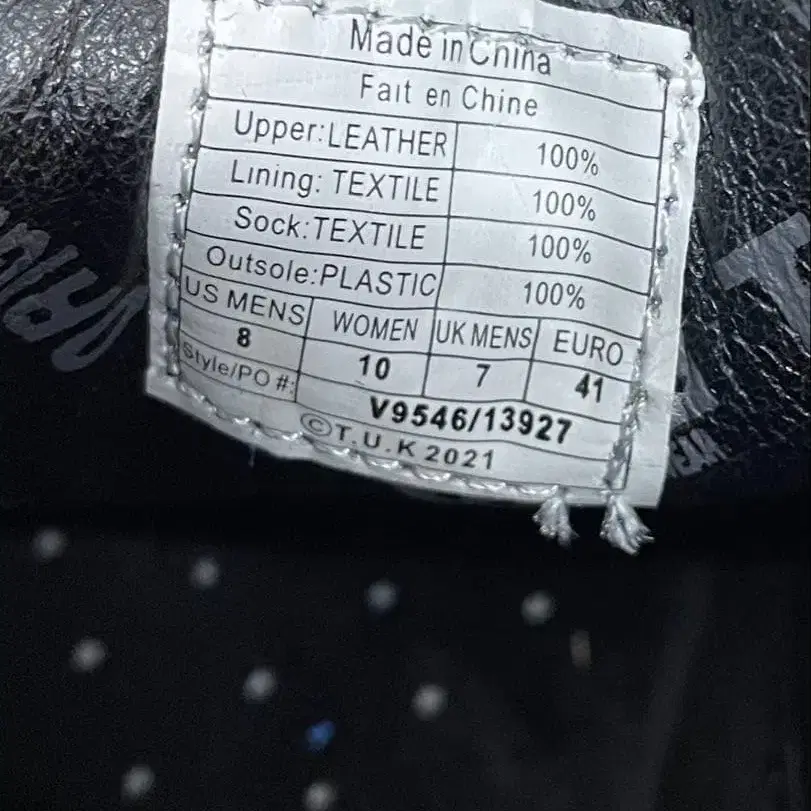 Made in China
Fait en Chine
Upper:LEATHER 100%
Lining: TEXTILE 100%
Sock:TEXTILE 100%
Outsole:PLASTIC 100%
US MENS WOMEN UK MENS EURO
8 10 7 41
Style/PO #: V9546/13927
©T.U.K 2021